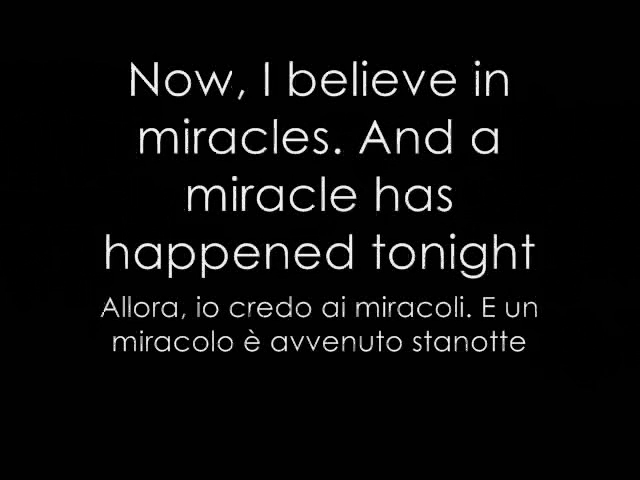 Now, I believe in
miracles. And a
miracle has
happened tonight
Allora, io credo ai miracoli. E un
miracolo è avvenuto stanotte